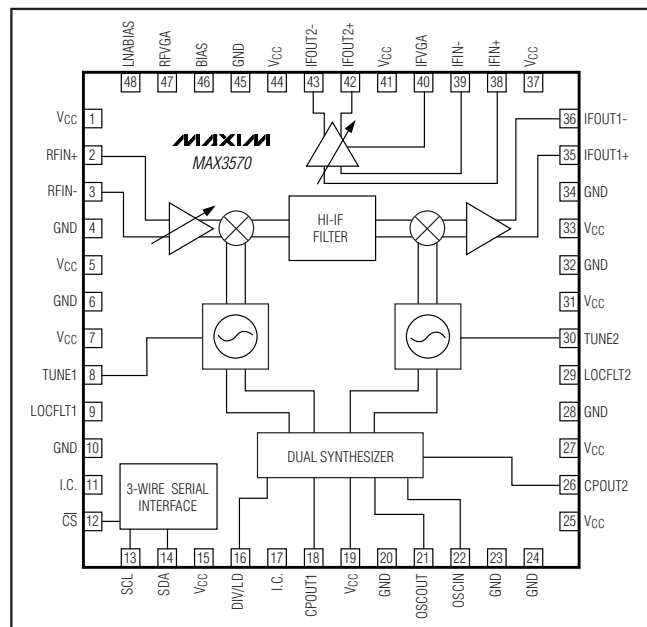 LNABIAS
RFVGA
BIAS
GND
VCC
IFOUT2-
IFOUT2+
VCC
IFVGA
IFIN-
IFIN+
VCC
48
47
46
45
44
43
42
41
40
39
38
37
VCC 1
RFIN+ 2
RFIN- 3
GND 4
VCC 5
GND 6
VCC 7
TUNE1 8
LOCFLT1 9
GND 10
I.C. 11
CS 12
MAXIM
MAX3570
HI-IF
FILTER
DUAL SYNTHESIZER
3-WIRE SERIAL
INTERFACE
36 IFOUT1-
35 IFOUT1+
34 GND
33 VCC
32 GND
31 VCC
30 TUNE2
29 LOCFLT2
28 GND
27 VCC
26 CPOUT2
25 VCC
13
14
15
16
17
18
19
20
21
22
23
24
SCL
SDA
VCC
DIV/LD
I.C.
CPOUT1
VCC
GND
OSCOUT
OSCIN
GND
GND